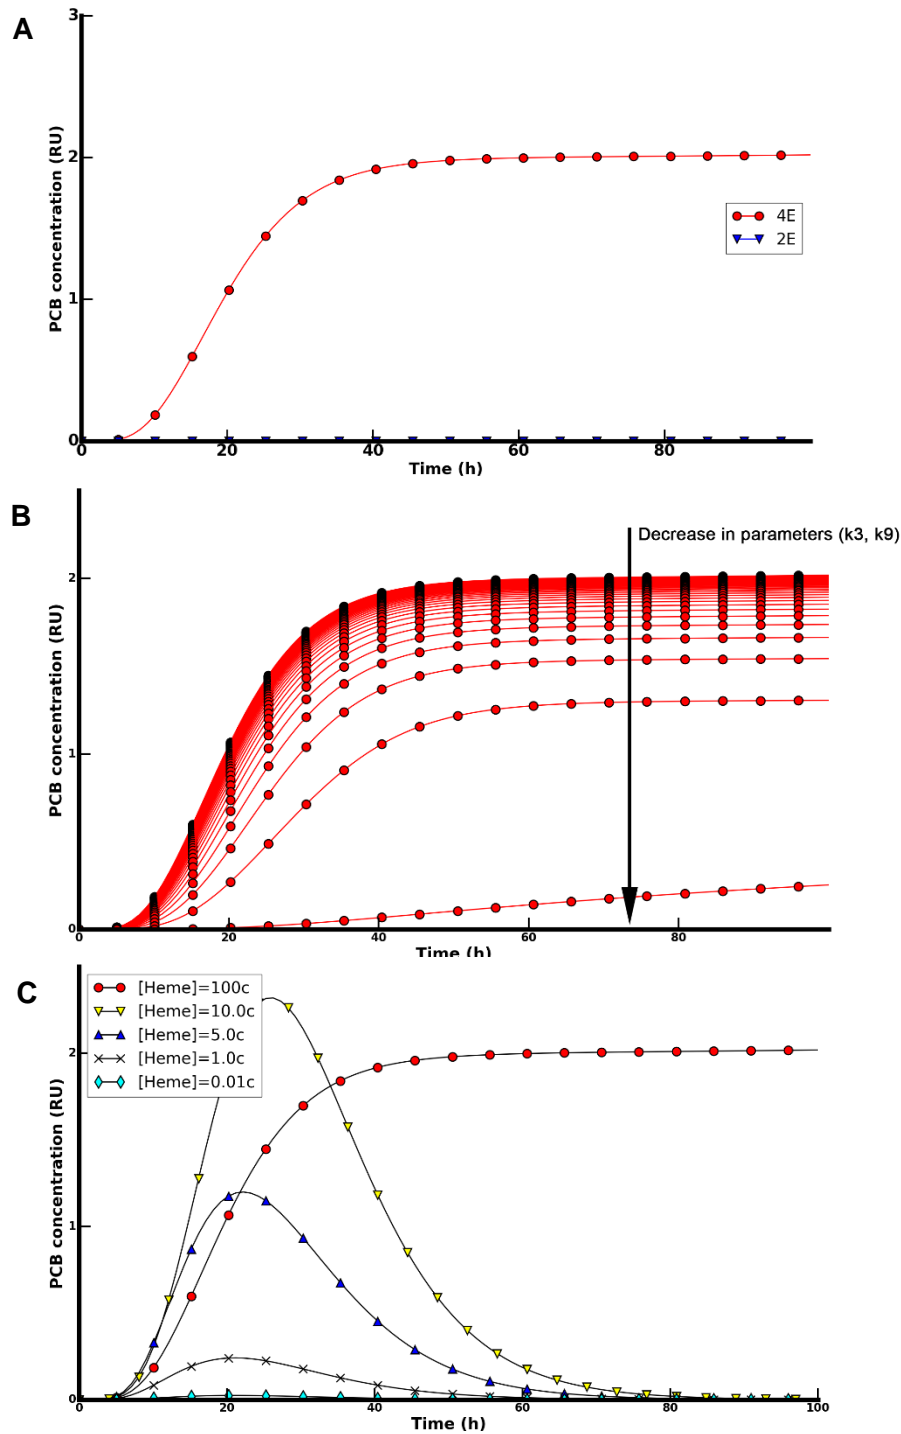 A
3
2
1
0
PCB concentration (RU)
4E
2E
20
40
60
80
Time (h)
B
Decrease in parameters (k3, k9)
2
1
0
PCB concentration (RU)
20
40
60
80
Time (h)
C
[Heme]=100c
[Heme]=10.0c
[Heme]=5.0c
[Heme]=1.0c
[Heme]=0.01c
2
1
0
PCB concentration (RU)
0
20
40
60
80
100
Time (h)